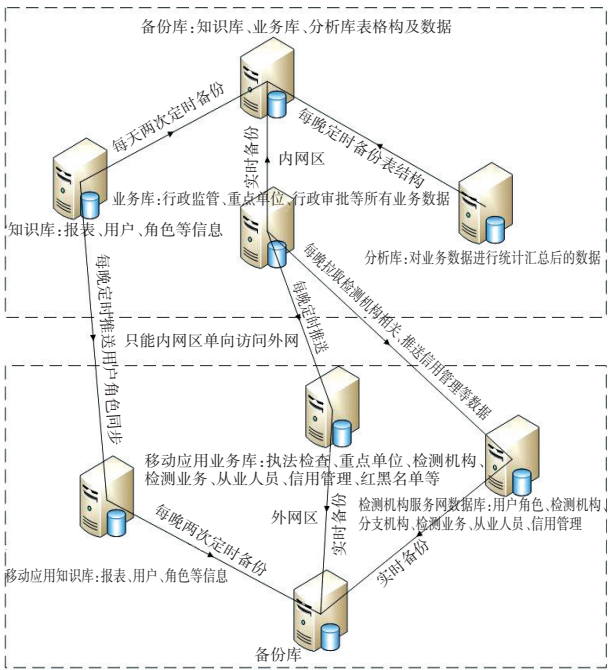 备份库:知识库、业务库、分析库表格构及数据
每天两次定时备份
实时备份
内网区
每晚定时备份表结构
业务库:行政监管、重点单位、行政审批等所有业务数据
知识库:报表、用户、角色等信息
分析库:对业务数据进行统计汇总后的数据
每晚定时推送用户角色同步
只能内网区单向访问外网
每晚定时推送
每晚拉取检测机构相关、推送信用管理等数据
移动应用业务库:执法检查、重点单位、检测机构、
检测业务、从业人员、信用管理、红黑名单等
检测机构服务网数据库:用户角色、检测机构、
分支机构、检测业务、从业人员、信用管理
外网区
实时备份
每晚两次定时备份
实时备份
移动应用知识库:报表、用户、角色等信息
备份库